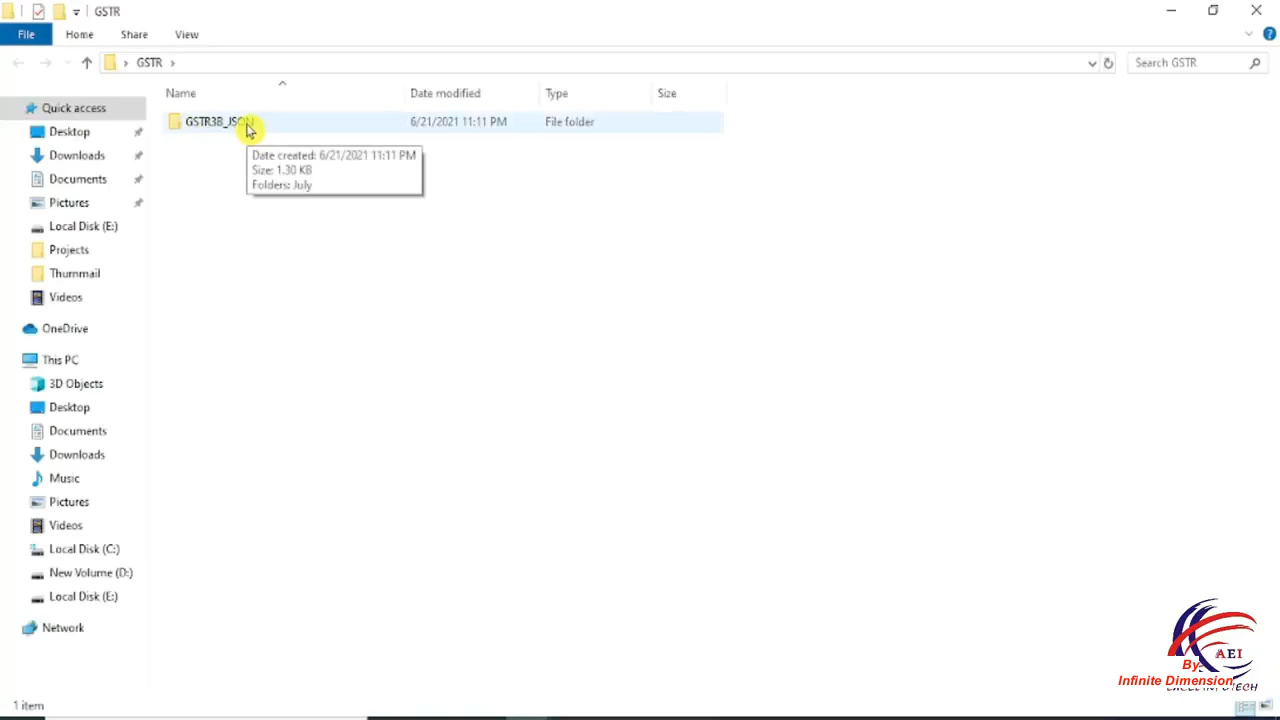 GSTR
File
Home
Share
View
GSTR
Search GSTR
Name
Date modified
Type
Size
GSTR3B_JSON
6/21/2021 11:11 PM
File folder
Date created: 6/21/2021 11:11 PM
Size: 1.30 KB
Folders: July
Quick access
Desktop
Downloads
Documents
Pictures
Local Disk (E:)
Projects
Thummail
Videos
OneDrive
This PC
3D Objects
Desktop
Documents
Downloads
Music
Pictures
Videos
Local Disk (C:)
New Volume (D:)
Local Disk (E:)
Network
1 item
AEI
By-
Infinite Dimension
INFOTECH